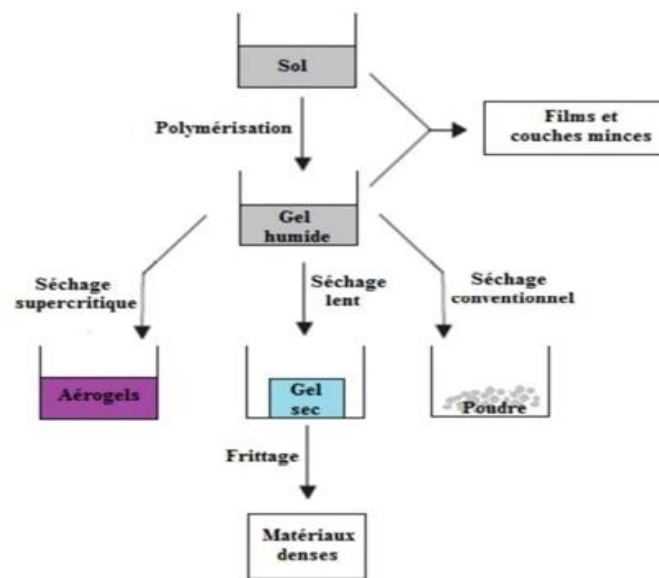 Sol
Polymérisation
Films et
couches minces
Gel
humide
Séchage
supercritique
Séchage
lent
Séchage
conventionnel
Aérogels
Gel
sec
Poudre
Frittage
Matériaux
denses